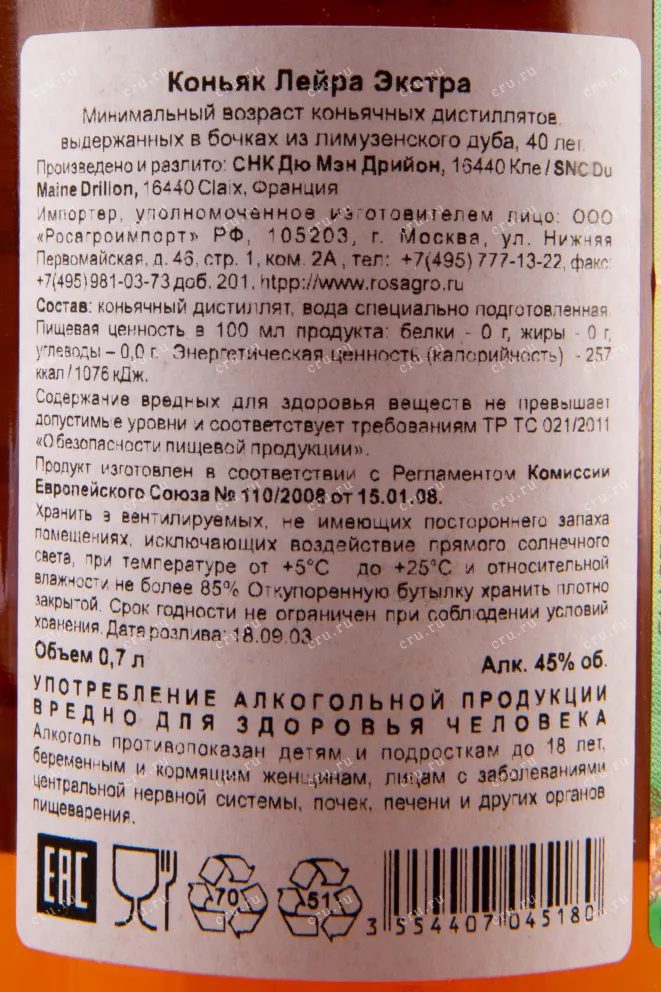 Коньяк Лейра Экстра
Минимальный возраст коньячных дистиллятов,
выдержанных в бочках из лимузенского дуба, 40 лет.
Произведено и разлито: СНК Дю Мэн Дрийон, 16440 Кле / SNC Du
Maine Drilion, 16440 Claix, Франция
Импортер, уполномоченное изготовителем лицо: ООО
«Росагроимпорт» РФ, 105203, г. Москва, ул. Нижняя
Первомайская, д. 46, стр. 1, ком. 2А, тел: +7(495) 777-13-22, факс:
+7(495) 981-03-73 доб. 201, htpp://www.rosagro.ru
Состав: коньячный дистиллят, вода специально подготовленная
Пищевая ценность в 100 мл продукта: белки - 0 г, жиры - 0 г,
углеводы – 0,0 г. Энергетическая ценность (калорийность) - 257
ккал / 1076 кДж.
Содержание вредных для здоровья веществ не превышает
допустимые уровни и соответствует требованиям ТР ТС 021/2011
«О безопасности пищевой продукции».
Продукт изготовлен в соответствии с Регламентом Комиссии
Европейского Союза № 110/2008 от 15.01.08.
Хранить в вентилируемых, не имеющих постороннего запаха
помещениях, исключающих воздействие прямого солнечного
света, при температуре от +5°С до +25°С и относительной
влажности не более 85% Откупоренную бутылку хранить плотно
закрытой. Срок годности не ограничен при соблюдении условий
хранения. Дата розлива: 18.09.03
Объем 0,7 л Алк. 45% об.
УПОТРЕБЛЕНИЕ АЛКОГОЛЬНОЙ ПРОДУКЦИИ
ВРЕДНО ДЛЯ ЗДОРОВЬЯ ЧЕЛОВЕКА
Алкоголь противопоказан детям и подросткам до 18 лет,
беременным и кормящим женщинам, лицам с заболеваниями
центральной нервной системы, почек, печени и других органов
пищеварения.
EAC 70 51 3 554407 045180
cru.ru